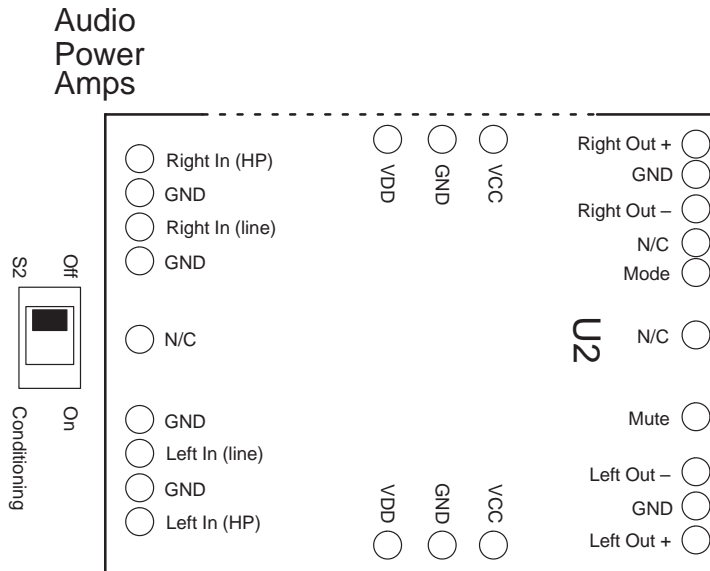 Audio
Power
Amps
Right In (HP)
GND
Right In (line)
GND
N/C
GND
Left In (line)
GND
Left In (HP)
VDD
GND
VCC
VDD
GND
VCC
Right Out +
GND
Right Out –
N/C
Mode
U2
N/C
Mute
Left Out –
GND
Left Out +
S2
Off
Conditioning
On